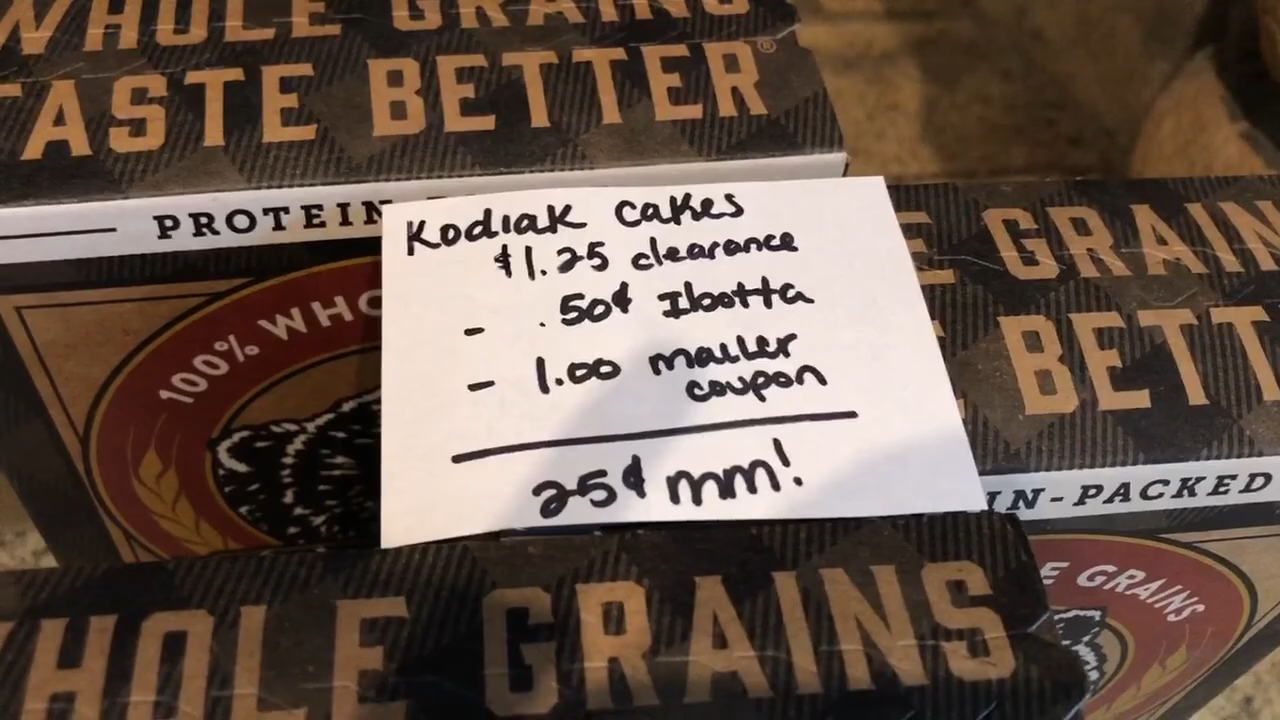 WHOLE GRAINS
TASTE BETTER®
PROTEIN
100% WHO
Kodiak cakes
$1.25 clearance
- .50¢ Ibotta
- 1.00 mailer
coupon
25¢ mm!
E GRAIN
E BETT
IN-PACKED
E GRAINS
WHOLE GRAINS